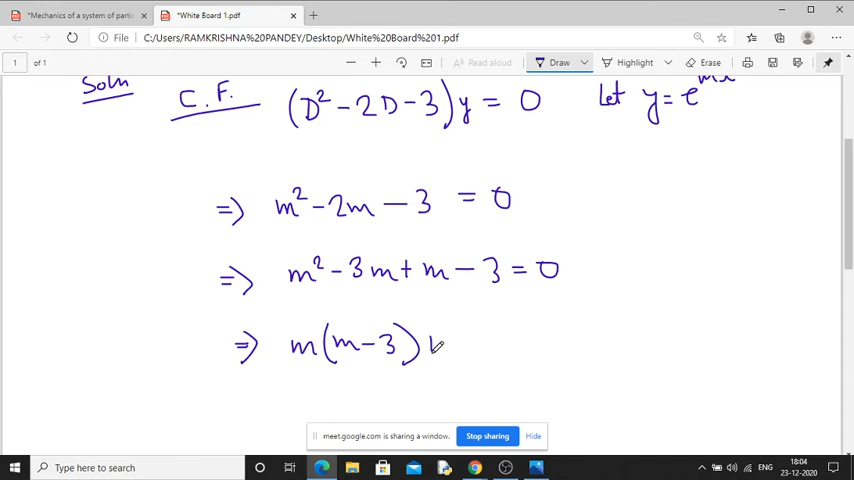 *Mechanics of a system of partic
*White Board 1.pdf
File | C:/Users/RAMKRISHNA%20PANDEY/Desktop/White%20Board%201.pdf
1 of 1 Read aloud Draw Highlight Erase
Soln C.F. (D² - 2D - 3)y = 0 Let y = e^{mx}
⇒ m² - 2m - 3 = 0
⇒ m² - 3m + m - 3 = 0
⇒ m(m - 3)
meet.google.com is sharing a window. Stop sharing Hide
Type here to search
ENG
18:04
23-12-2020